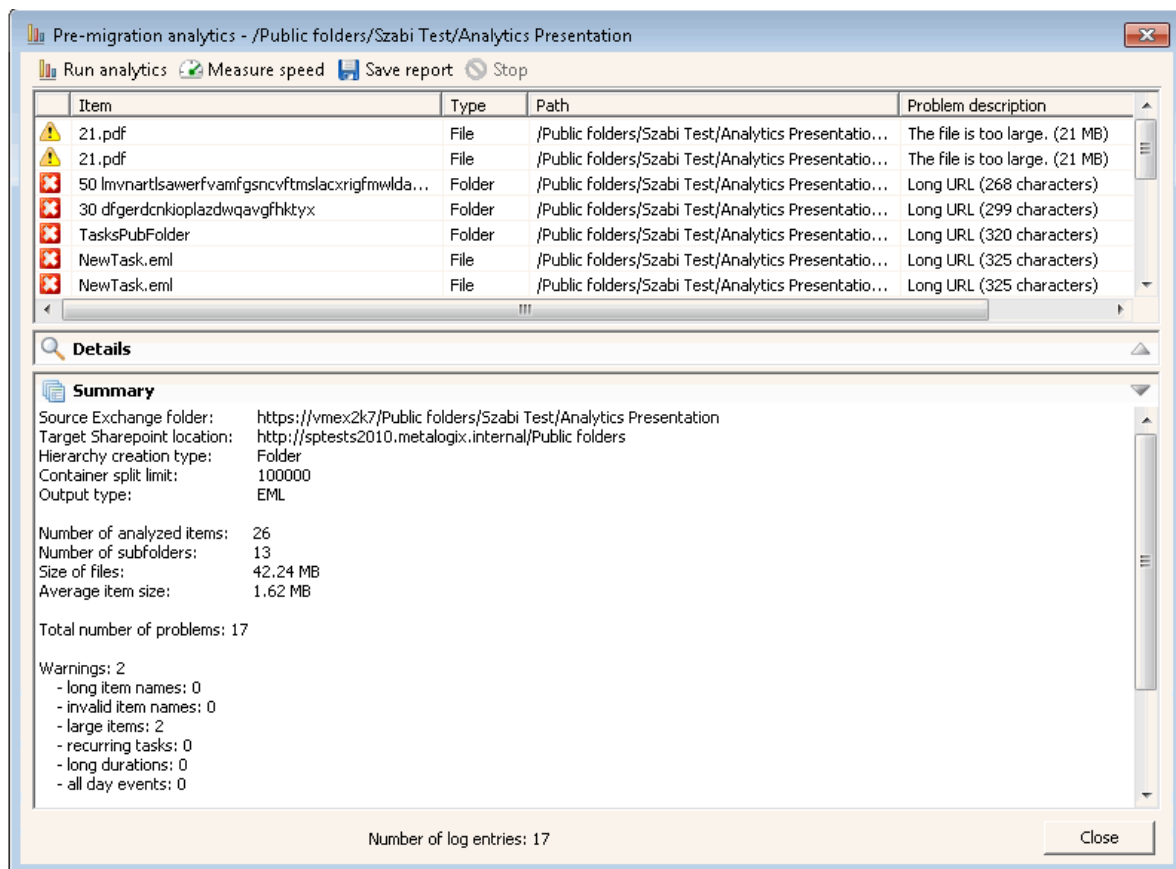 Pre-migration analytics - /Public folders/Szabi Test/Analytics Presentation
Run analytics Measure speed Save report Stop
Item Type Path Problem description
21.pdf File /Public folders/Szabi Test/Analytics Presentatio... The file is too large. (21 MB)
21.pdf File /Public folders/Szabi Test/Analytics Presentatio... The file is too large. (21 MB)
50 lmvnartlsawerfvamfgsncvftmslacxrigfmwlda... Folder /Public folders/Szabi Test/Analytics Presentatio... Long URL (268 characters)
30 dfgerdcnkioplazdwqavgfhktyx Folder /Public folders/Szabi Test/Analytics Presentatio... Long URL (299 characters)
TasksPubFolder Folder /Public folders/Szabi Test/Analytics Presentatio... Long URL (320 characters)
NewTask.eml File /Public folders/Szabi Test/Analytics Presentatio... Long URL (325 characters)
NewTask.eml File /Public folders/Szabi Test/Analytics Presentatio... Long URL (325 characters)
Details
Summary
Source Exchange folder: https://vmex2k7/Public folders/Szabi Test/Analytics Presentation
Target Sharepoint location: http://sptests2010.metalogix.internal/Public folders
Hierarchy creation type: Folder
Container split limit: 100000
Output type: EML
Number of analyzed items: 26
Number of subfolders: 13
Size of files: 42.24 MB
Average item size: 1.62 MB
Total number of problems: 17
Warnings: 2
- long item names: 0
- invalid item names: 0
- large items: 2
- recurring tasks: 0
- long durations: 0
- all day events: 0
Number of log entries: 17
Close